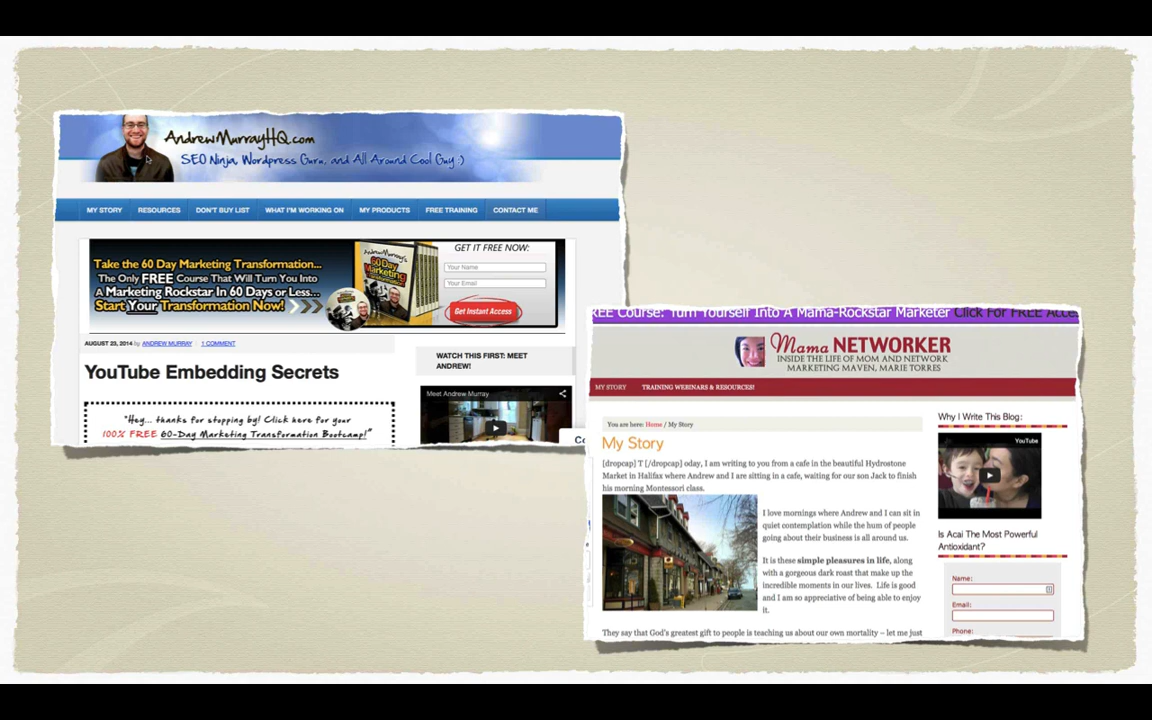 AndrewMurrayHQ.com
SEO Ninja, Wordpress Guru, and All Around Cool Guy :)
MY STORY RESOURCES DON'T BUY LIST WHAT I'M WORKING ON MY PRODUCTS FREE TRAINING CONTACT ME
Take the 60 Day Marketing Transformation...
The Only FREE Course That Will Turn You Into
A Marketing Rockstar In 60 Days or Less...
Start Your Transformation Now!
AndrewMurray's
60 Day
Marketing
Transformation
GET IT FREE NOW:
Your Name
Your Email
Get Instant Access
AUGUST 23, 2014 by ANDREW MURRAY 1 COMMENT
YouTube Embedding Secrets
"Hey... thanks for stopping by! Click here for your
100% FREE 60-Day Marketing Transformation Bootcamp!"
WATCH THIS FIRST: MEET
ANDREW!
Meet Andrew Murray
Co
REE Course: Turn Yourself Into A Mama-Rockstar Marketer Click For FREE Acces
Mama NETWORKER
INSIDE THE LIFE OF MOM AND NETWORK
MARKETING MAVEN, MARIE TORRES
MY STORY TRAINING WEBINARS & RESOURCES!
You are here: Home / My Story
My Story
[dropcap] T [/dropcap] oday, I am writing to you from a cafe in the beautiful Hydrostone
Market in Halifax where Andrew and I are sitting in a cafe, waiting for our son Jack to finish
his morning Montessori class.
I love mornings where Andrew and I can sit in
quiet contemplation while the hum of people
going about their business is all around us.
It is these simple pleasures in life, along
with a gorgeous dark roast that make up the
incredible moments in our lives. Life is good
and I am so appreciative of being able to enjoy
it.
They say that God's greatest gift to people is teaching us about our own mortality – let me just
Why I Write This Blog:
YouTube
Is Acai The Most Powerful
Antioxidant?
Name:
Email:
Phone: